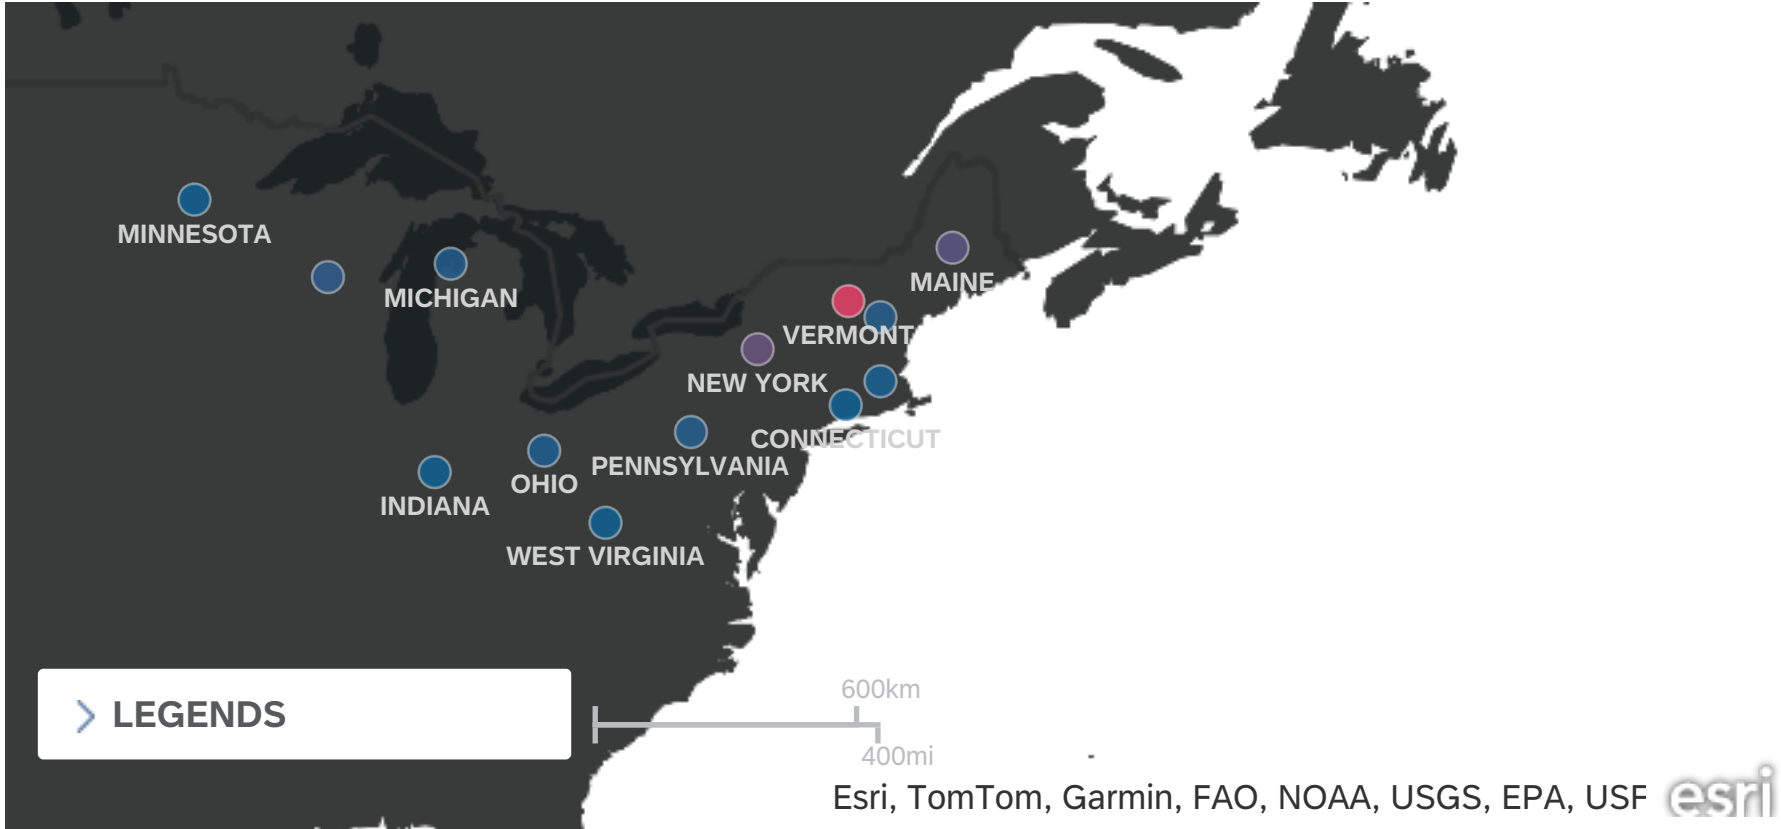 MINNESOTA
MICHIGAN
MAINE
VERMONT
NEW YORK
CONNECTICUT
PENNSYLVANIA
OHIO
INDIANA
WEST VIRGINIA
LEGENDS
600km
400mi
Esri, TomTom, Garmin, FAO, NOAA, USGS, EPA, USF
esri